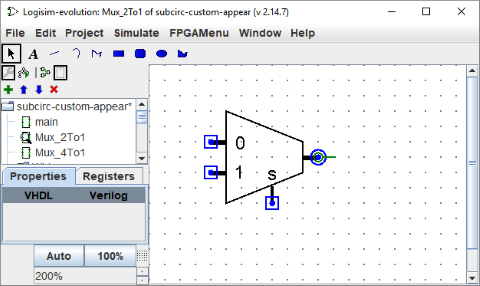 Logisim-evolution: Mux_2To1 of subcirc-custom-appear (v 2.14.7)
File Edit Project Simulate FPGAMenu Window Help
A
subcirc-custom-appear*
main
Mux_2To1
Mux_4To1
Properties Registers
VHDL Verilog
Auto 100%
200%
0
1
s